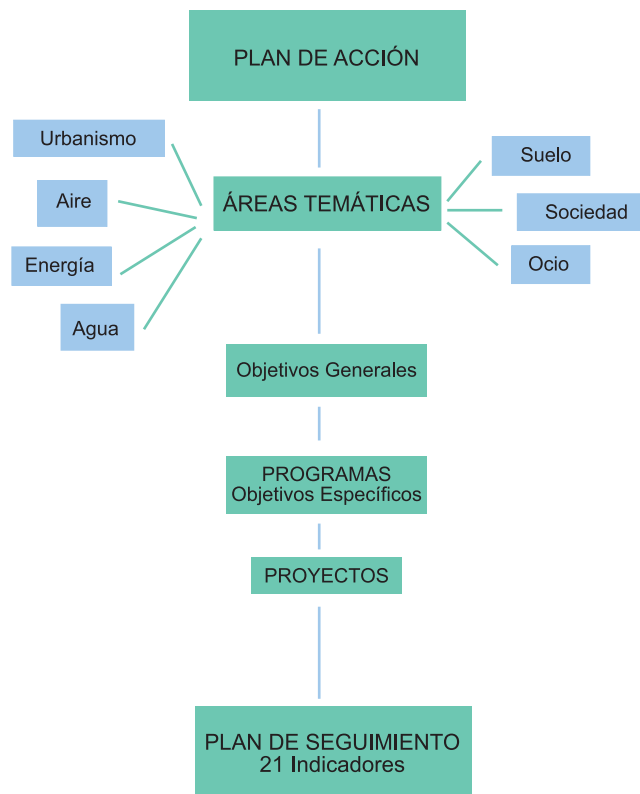 PLAN DE ACCIÓN
Urbanismo
Aire
Energía
Agua
ÁREAS TEMÁTICAS
Suelo
Sociedad
Ocio
Objetivos Generales
PROGRAMAS
Objetivos Específicos
PROYECTOS
PLAN DE SEGUIMIENTO
21 Indicadores